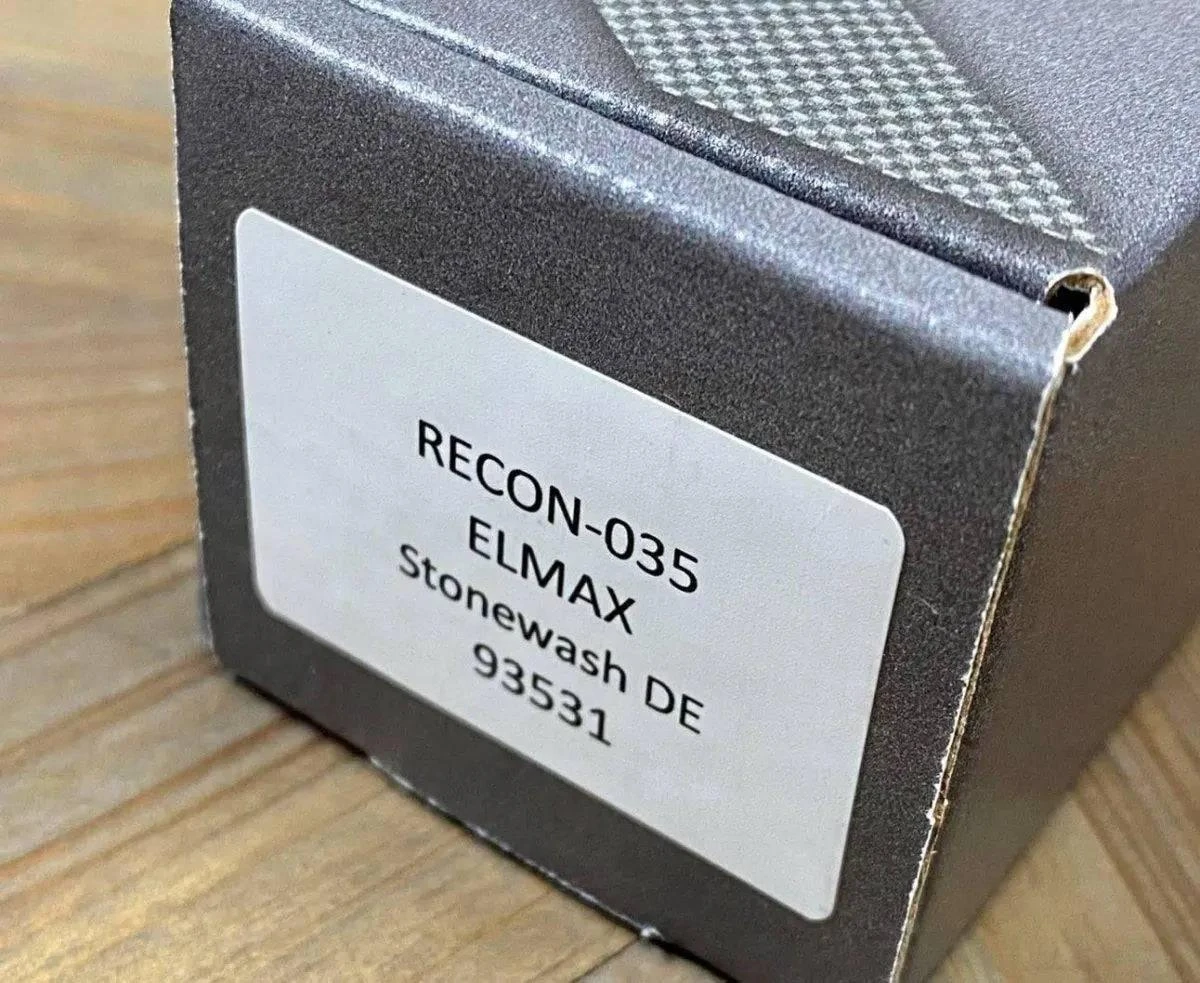 RECON-035
ELMAX
Stonewash DE
93531